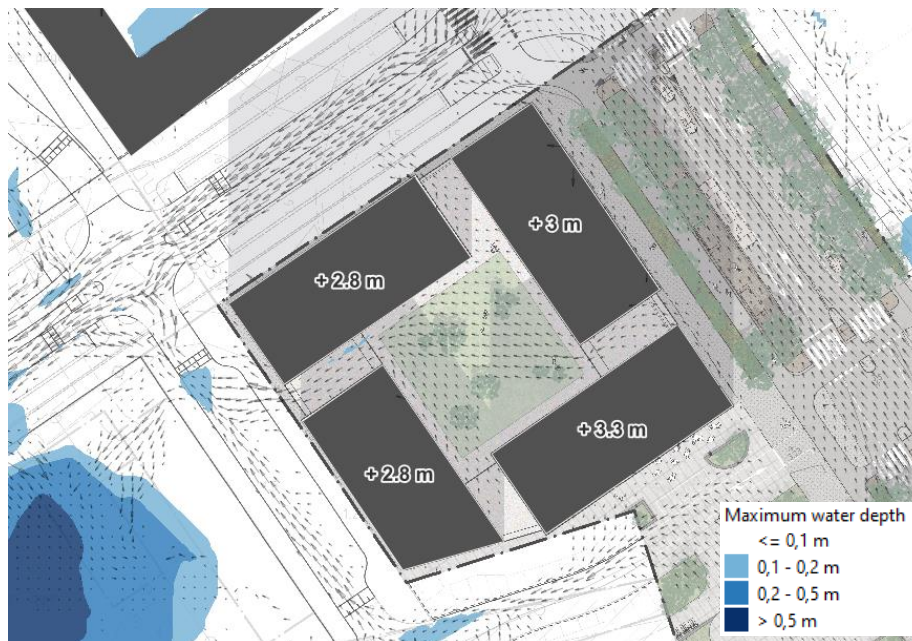 + 3 m
+ 2.8 m
+ 3.3 m
+ 2.8 m
Maximum water depth
<= 0,1 m
0,1 - 0,2 m
0,2 - 0,5 m
> 0,5 m